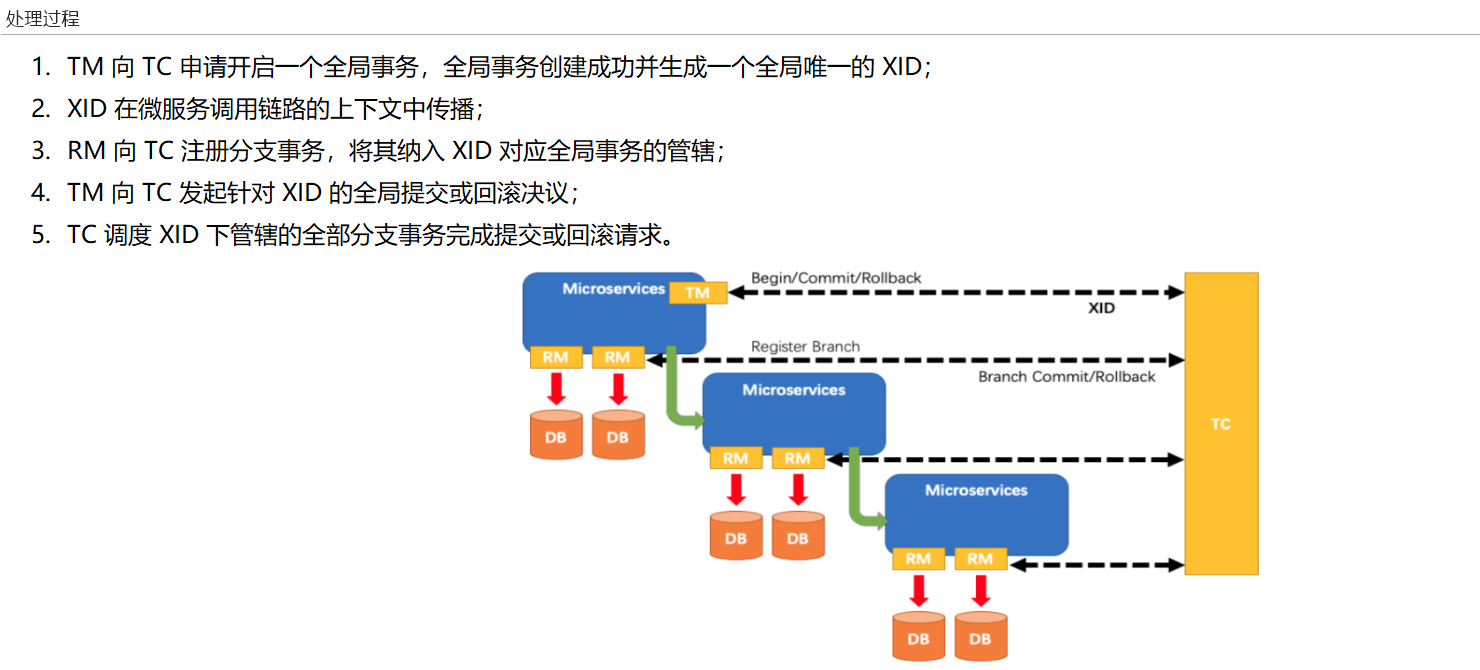 处理过程
1. TM 向 TC 申请开启一个全局事务，全局事务创建成功并生成一个全局唯一的 XID；
2. XID 在微服务调用链路的上下文中传播；
3. RM 向 TC 注册分支事务，将其纳入 XID 对应全局事务的管辖；
4. TM 向 TC 发起针对 XID 的全局提交或回滚决议；
5. TC 调度 XID 下管辖的全部分支事务完成提交或回滚请求。
Microservices
TM
Begin/Commit/Rollback
XID
RM
RM
Register Branch
Branch Commit/Rollback
DB
DB
Microservices
TC
RM
RM
DB
DB
Microservices
RM
RM
DB
DB